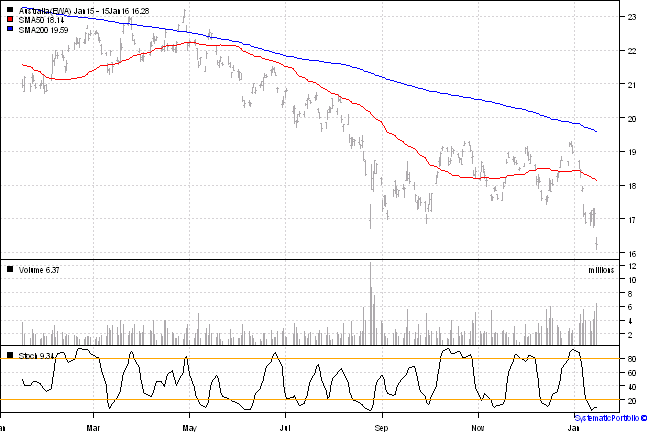 Australia(EWA) Jan15 - 15Jan16 16.28
SMA50 18.14
SMA200 19.59
23
22
21
20
19
18
17
16
Volume 6.37
millions
12
10
8
6
4
2
Stoch 9.34
80
60
40
20
Mar
May
Jul
Sep
Nov
Jan
SystematicPortfolio ©